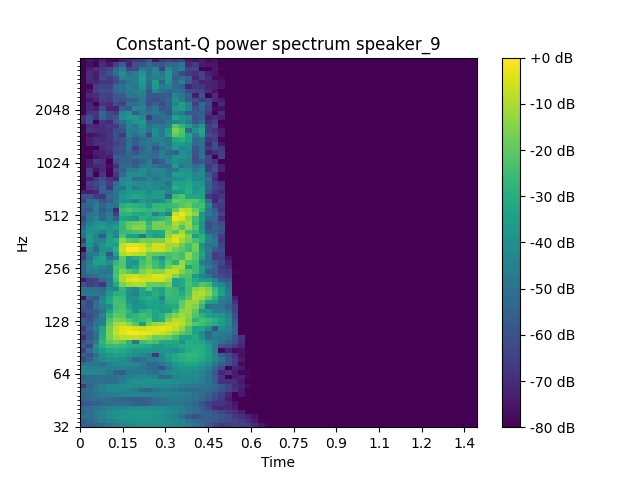 Constant-Q power spectrum speaker_9
Hz
2048
1024
512
256
128
64
32
0 0.15 0.3 0.45 0.6 0.75 0.9 1.1 1.2 1.4
Time
+0 dB
-10 dB
-20 dB
-30 dB
-40 dB
-50 dB
-60 dB
-70 dB
-80 dB